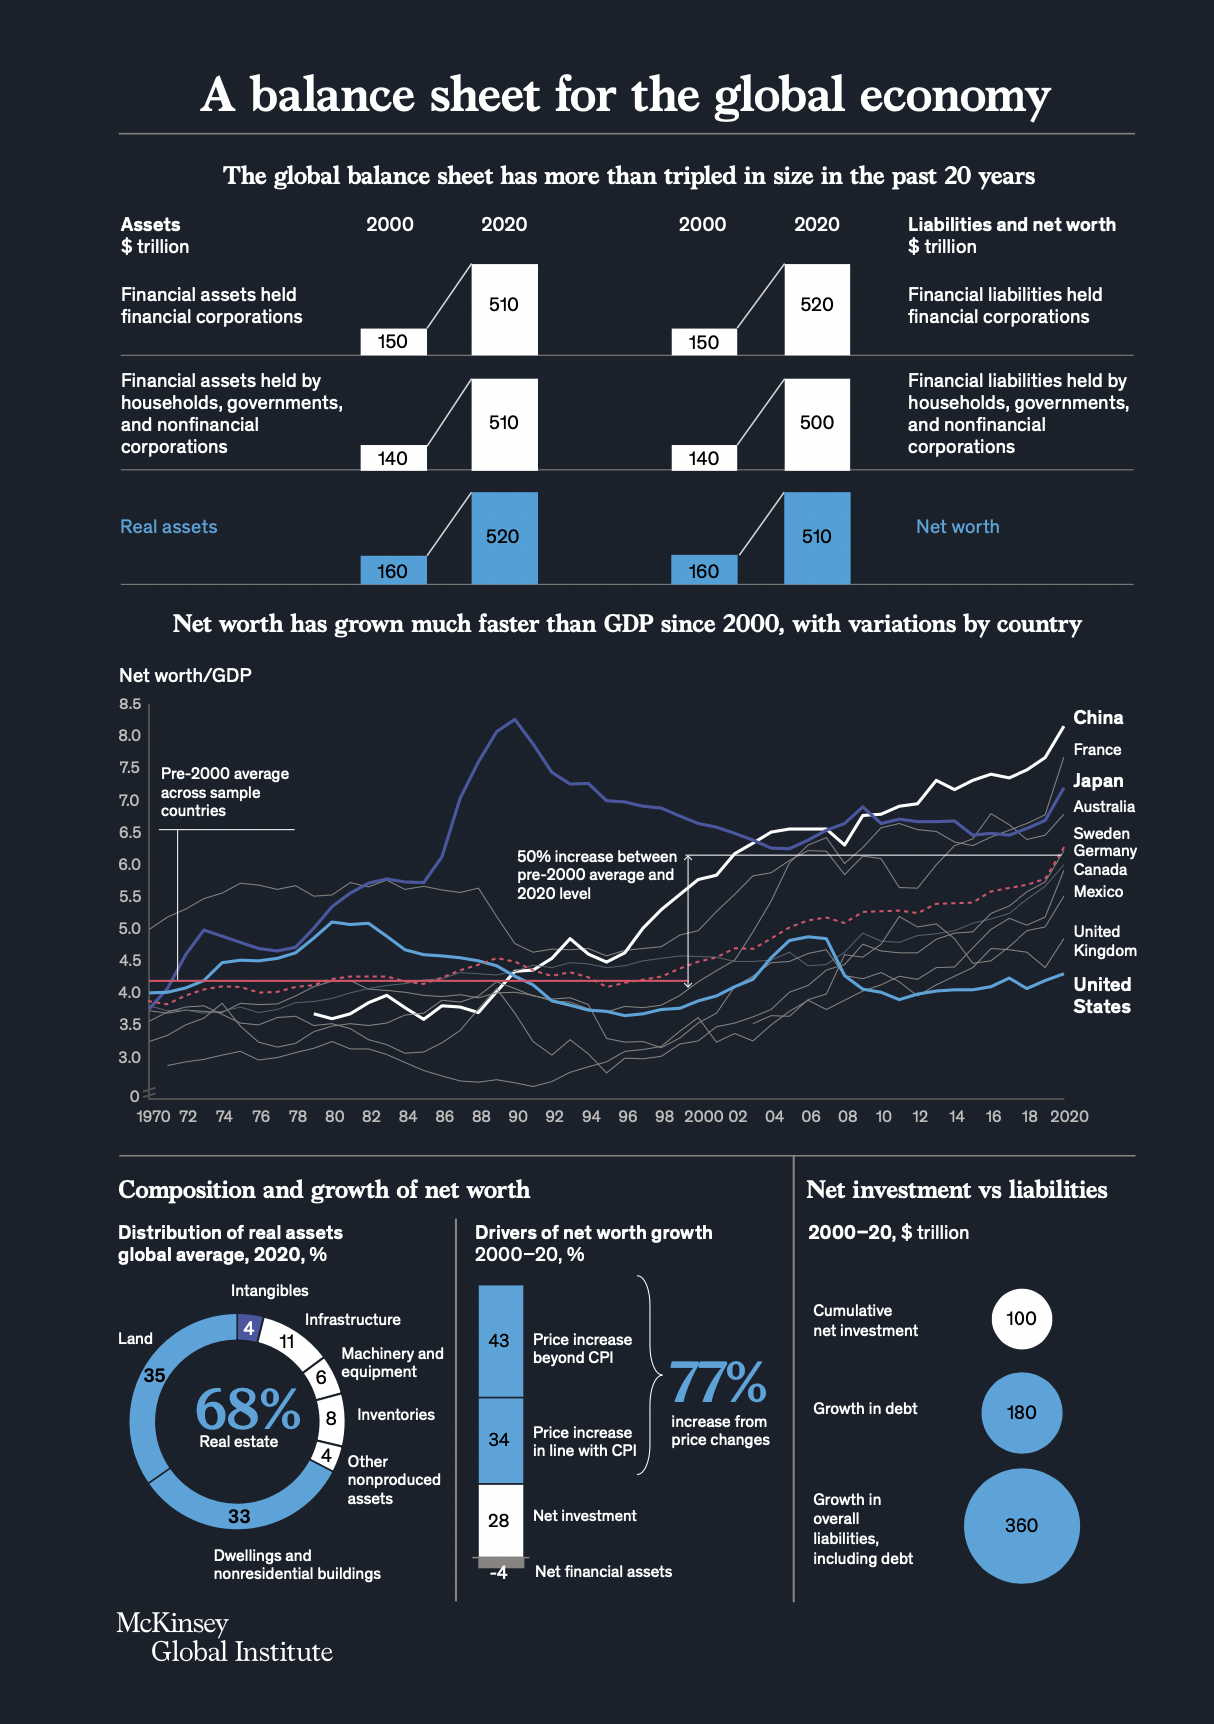 A balance sheet for the global economy
The global balance sheet has more than tripled in size in the past 20 years
Assets
$ trillion
2000
2020
2000
2020
Liabilities and net worth
$ trillion
Financial assets held
financial corporations
150
510
150
520
Financial liabilities held
financial corporations
Financial assets held by
households, governments,
and nonfinancial
corporations
140
510
140
500
Financial liabilities held by
households, governments,
and nonfinancial
corporations
Real assets
160
520
160
510
Net worth
Net worth has grown much faster than GDP since 2000, with variations by country
Net worth/GDP
8.5
8.0
7.5
7.0
6.5
6.0
5.5
5.0
4.5
4.0
3.5
3.0
0
Pre-2000 average
across sample
countries
50% increase between
pre-2000 average and
2020 level
China
France
Japan
Australia
Sweden
Germany
Canada
Mexico
United
Kingdom
United
States
1970 72 74 76 78 80 82 84 86 88 90 92 94 96 98 2000 02 04 06 08 10 12 14 16 18 2020
Composition and growth of net worth
Distribution of real assets
global average, 2020, %
Intangibles
4
Infrastructure
11
Machinery and
equipment
6
Inventories
8
Other
nonproduced
assets
4
Land
35
68%
Real estate
33
Dwellings and
nonresidential buildings
Drivers of net worth growth
2000–20, %
43
Price increase
beyond CPI
34
Price increase
in line with CPI
77%
increase from
price changes
28
Net investment
-4
Net financial assets
Net investment vs liabilities
2000–20, $ trillion
Cumulative
net investment
100
Growth in debt
180
Growth in
overall
liabilities,
including debt
360
McKinsey
Global Institute